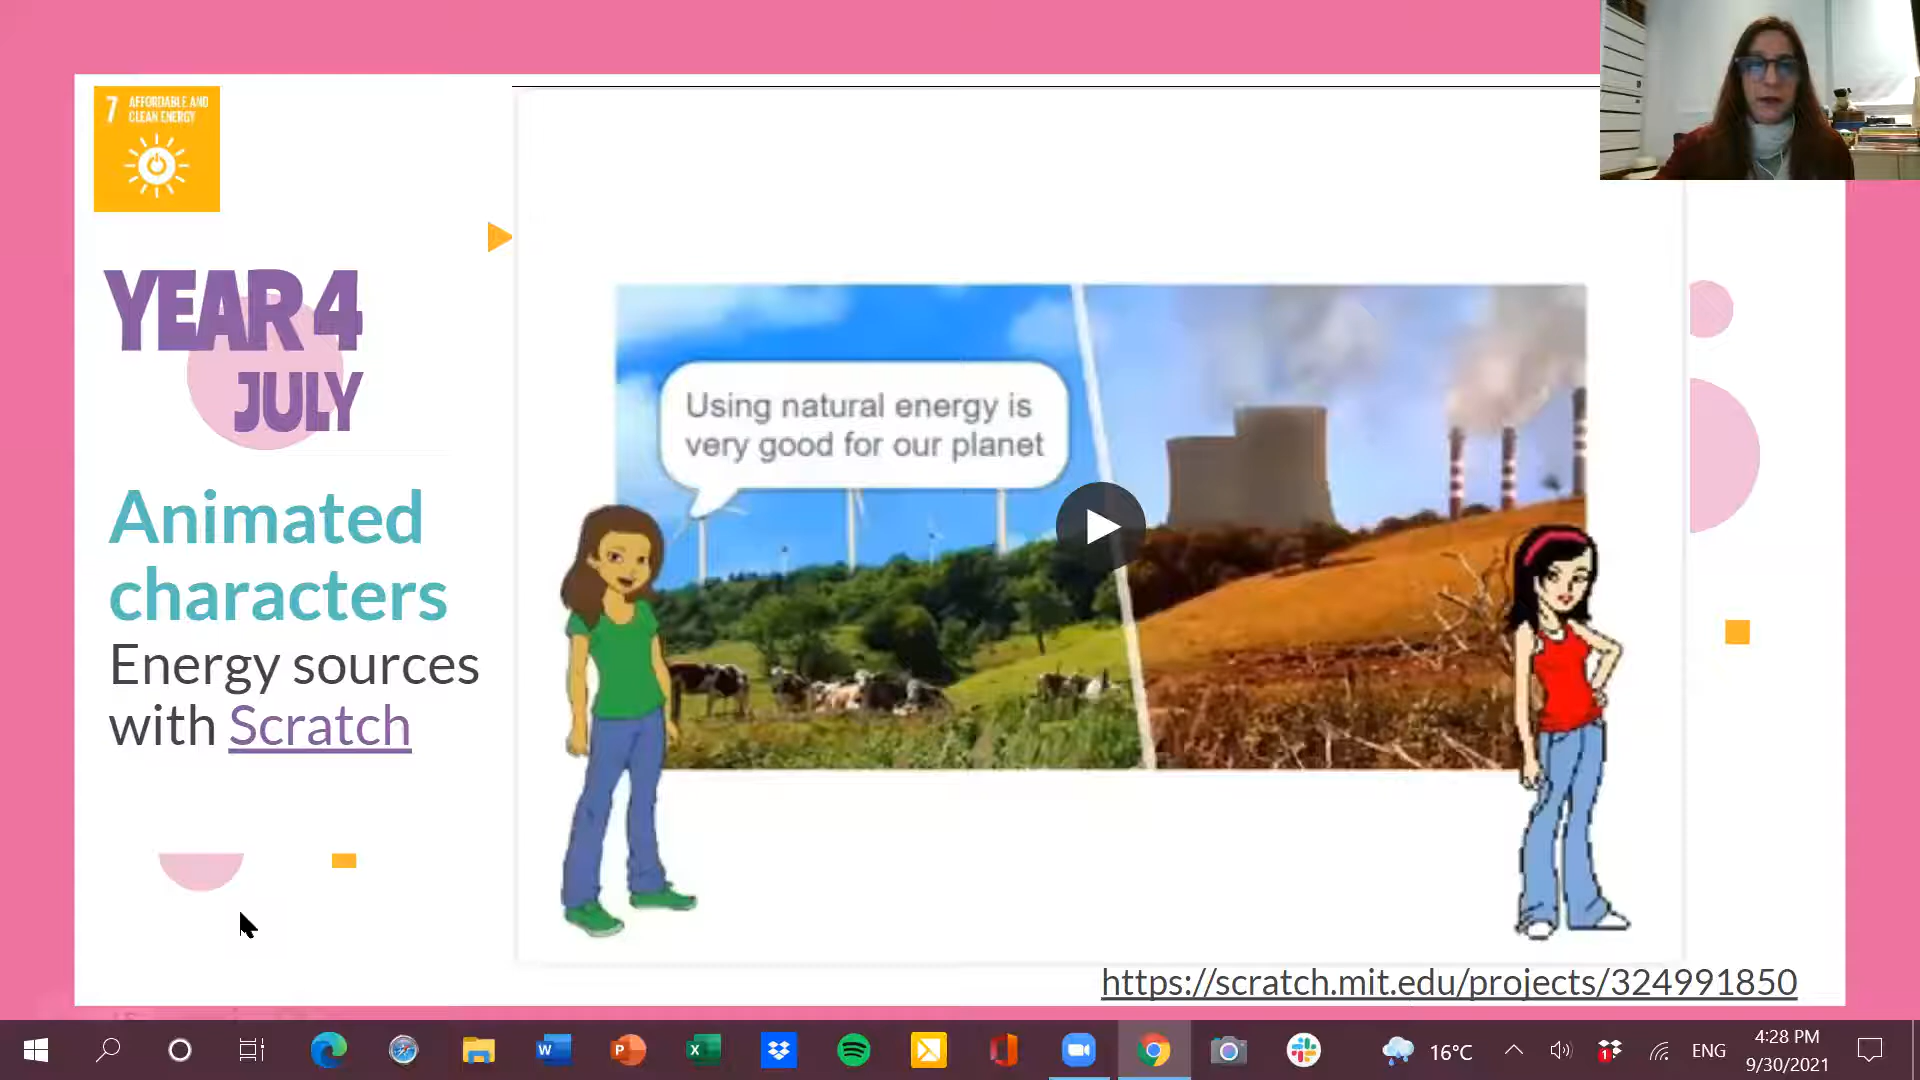 7 AFFORDABLE AND
CLEAN ENERGY
YEAR 4
JULY
Animated
characters
Energy sources
with Scratch
Using natural energy is
very good for our planet
https://scratch.mit.edu/projects/324991850
16°C
ENG
4:28 PM
9/30/2021
1
W
P
X